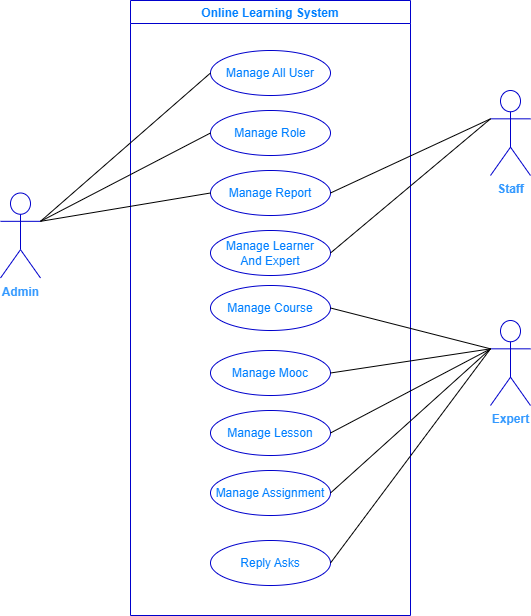 Online Learning System
Manage All User
Manage Role
Manage Report
Manage Learner
And Expert
Manage Course
Manage Mooc
Manage Lesson
Manage Assignment
Reply Asks
Admin
Staff
Expert